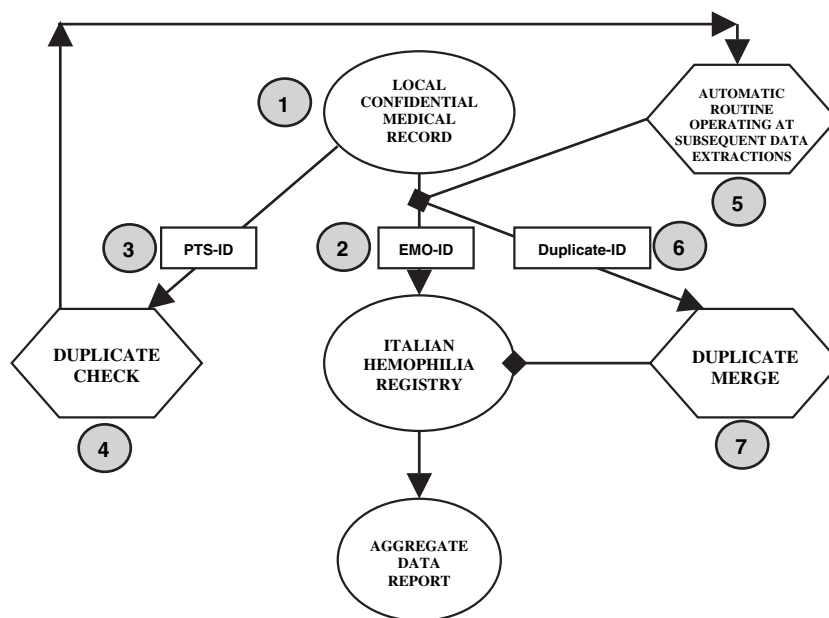 1
LOCAL
CONFIDENTIAL
MEDICAL
RECORD
AUTOMATIC
ROUTINE
OPERATING AT
SUBSEQUENT DATA
EXTRACTIONS
5
3
PTS-ID
2
EMO-ID
Duplicate-ID
6
DUPLICATE
CHECK
4
ITALIAN
HEMOPHILIA
REGISTRY
DUPLICATE
MERGE
7
AGGREGATE
DATA
REPORT